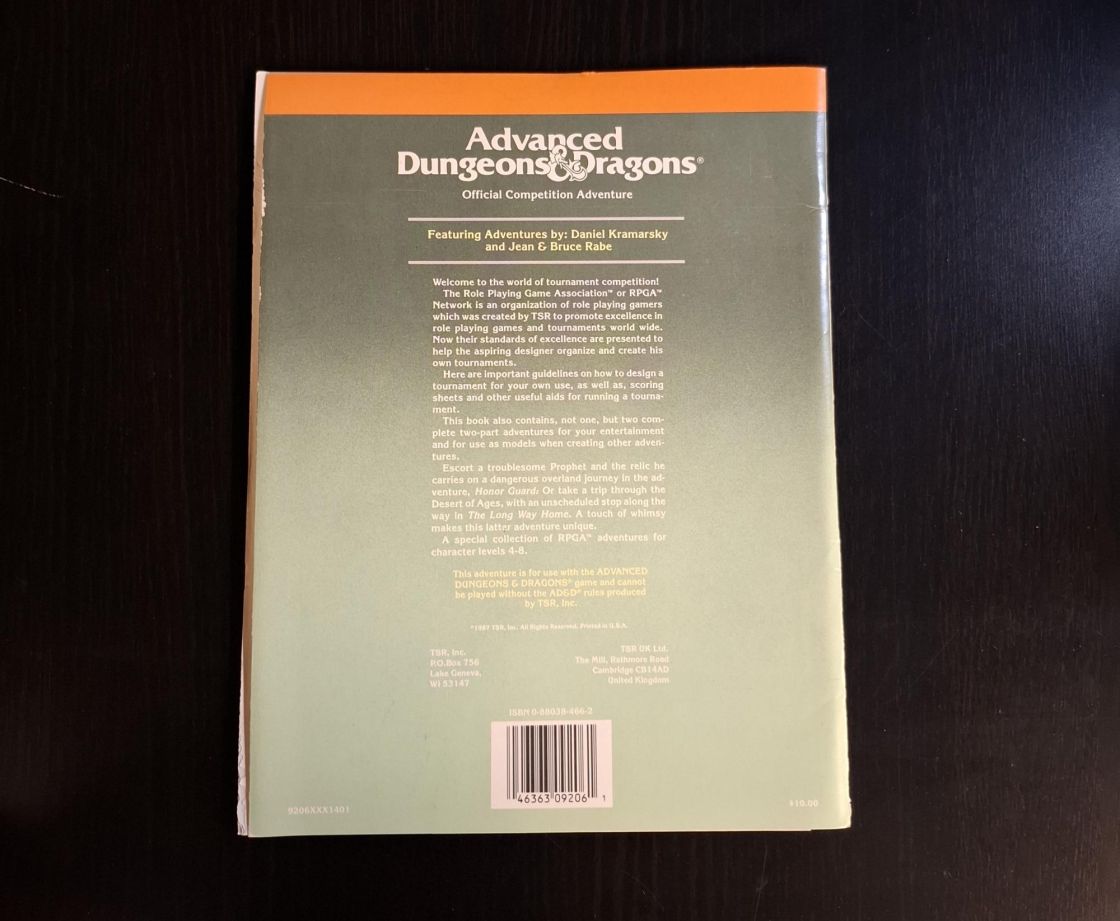 Advanced
Dungeons & Dragons®
Official Competition Adventure
Featuring Adventures by: Daniel Kramarsky
and Jean & Bruce Rabe
Welcome to the world of tournament competition!
The Role Playing Game Association™ or RPGA™
Network is an organization of role playing gamers
which was created by TSR to promote excellence in
role playing games and tournaments world wide.
Now their standards of excellence are presented to
help the aspiring designer organize and create his
own tournaments.
Here are important guidelines on how to design a
tournament for your own use, as well as, scoring
sheets and other useful aids for running a tourna-
ment.
This book also contains, not one, but two com-
plete two-part adventures for your entertainment
and for use as models when creating other adven-
tures.
Escort a troublesome Prophet and the relic he
carries on a dangerous overland journey in the ad-
venture, Honor Guard: Or take a trip through the
Desert of Ages, with an unscheduled stop along the
way in The Long Way Home. A touch of whimsy
makes this latter adventure unique.
A special collection of RPGA™ adventures for
character levels 4-8.
This adventure is for use with the ADVANCED
DUNGEONS & DRAGONS® game and cannot
be played without the AD&D® rules produced
by TSR, Inc.
©1987 TSR, Inc. All Rights Reserved. Printed in U.S.A.
TSR, Inc.
P.O.Box 756
Lake Geneva,
WI 53147
TSR UK Ltd.
The Mill, Rathmore Road
Cambridge CB14AD
United Kingdom
ISBN 0-88038-466-2
46363 09206 1
9206XXX1401
$10.00